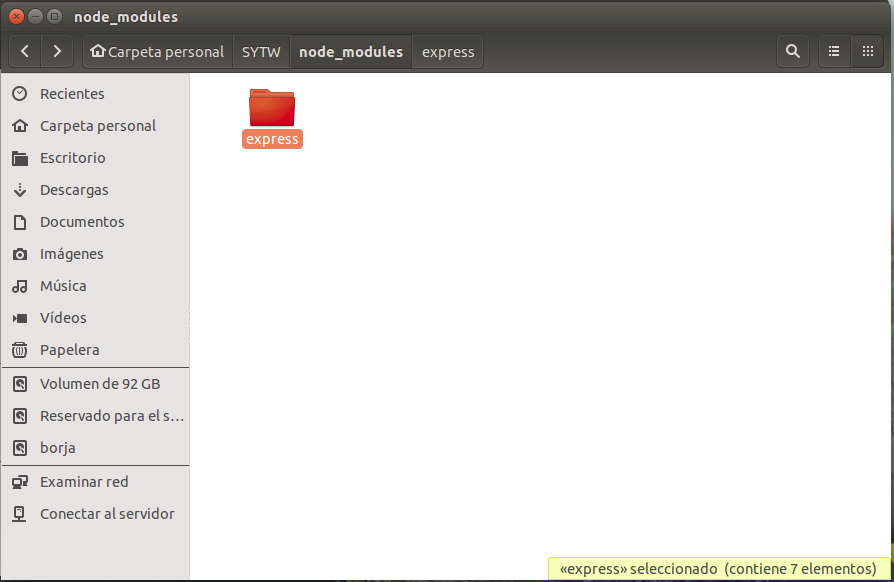 node_modules
Carpeta personal SYTW node_modules express
Recientes
Carpeta personal
Escritorio
Descargas
Documentos
Imágenes
Música
Vídeos
Papelera
Volumen de 92 GB
Reservado para el s...
borja
Examinar red
Conectar al servidor
express
«express» seleccionado (contiene 7 elementos)